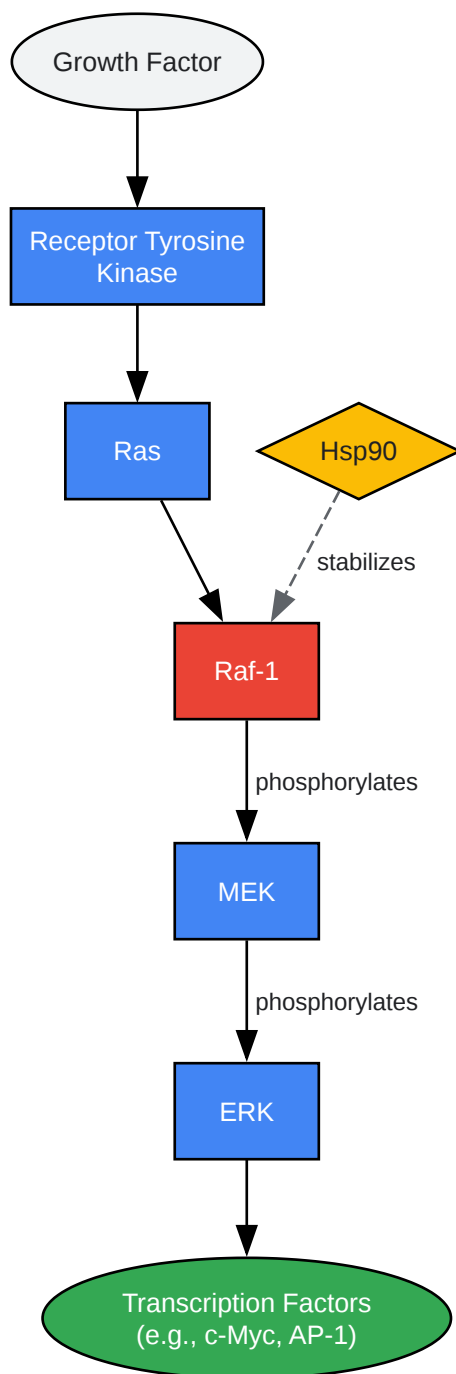 Growth Factor
Receptor Tyrosine
Kinase
Ras
Hsp90
stabilizes
Raf-1
phosphorylates
MEK
phosphorylates
ERK
Transcription Factors
(e.g., c-Myc, AP-1)